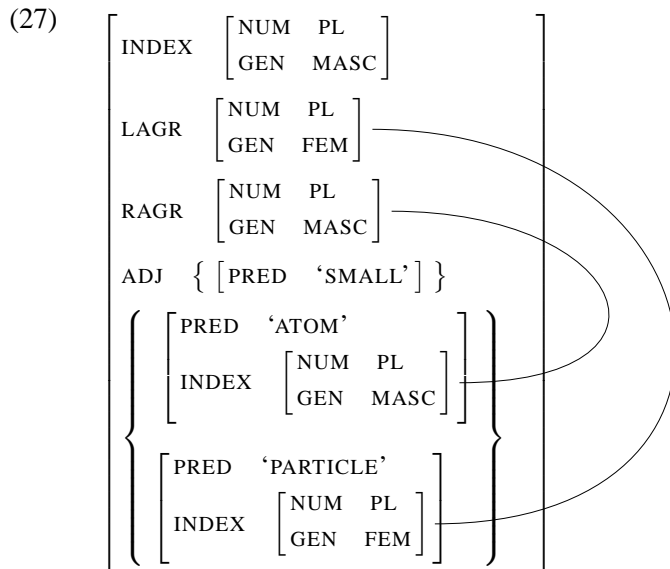 (27)
NUM PL
INDEX
GEN MASC
NUM PL
LAGR
GEN FEM
NUM PL
RAGR
GEN MASC
ADJ { [PRED ‘SMALL’] }
PRED ‘ATOM’
NUM PL
INDEX
GEN MASC
PRED ‘PARTICLE’
NUM PL
INDEX
GEN FEM